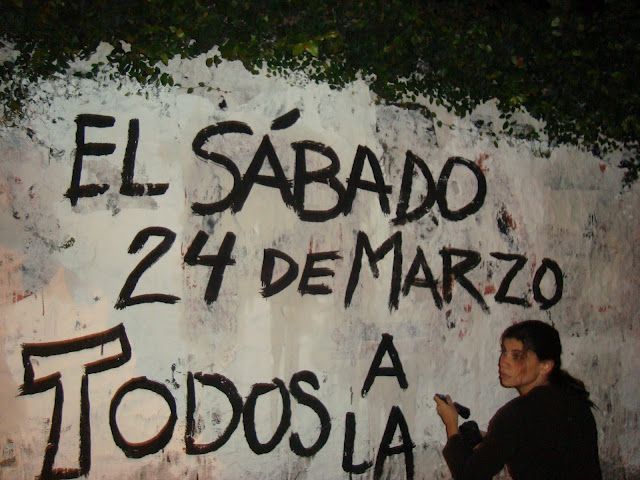 EL SÁBADO
24 DE MARZO
TODOS A LA